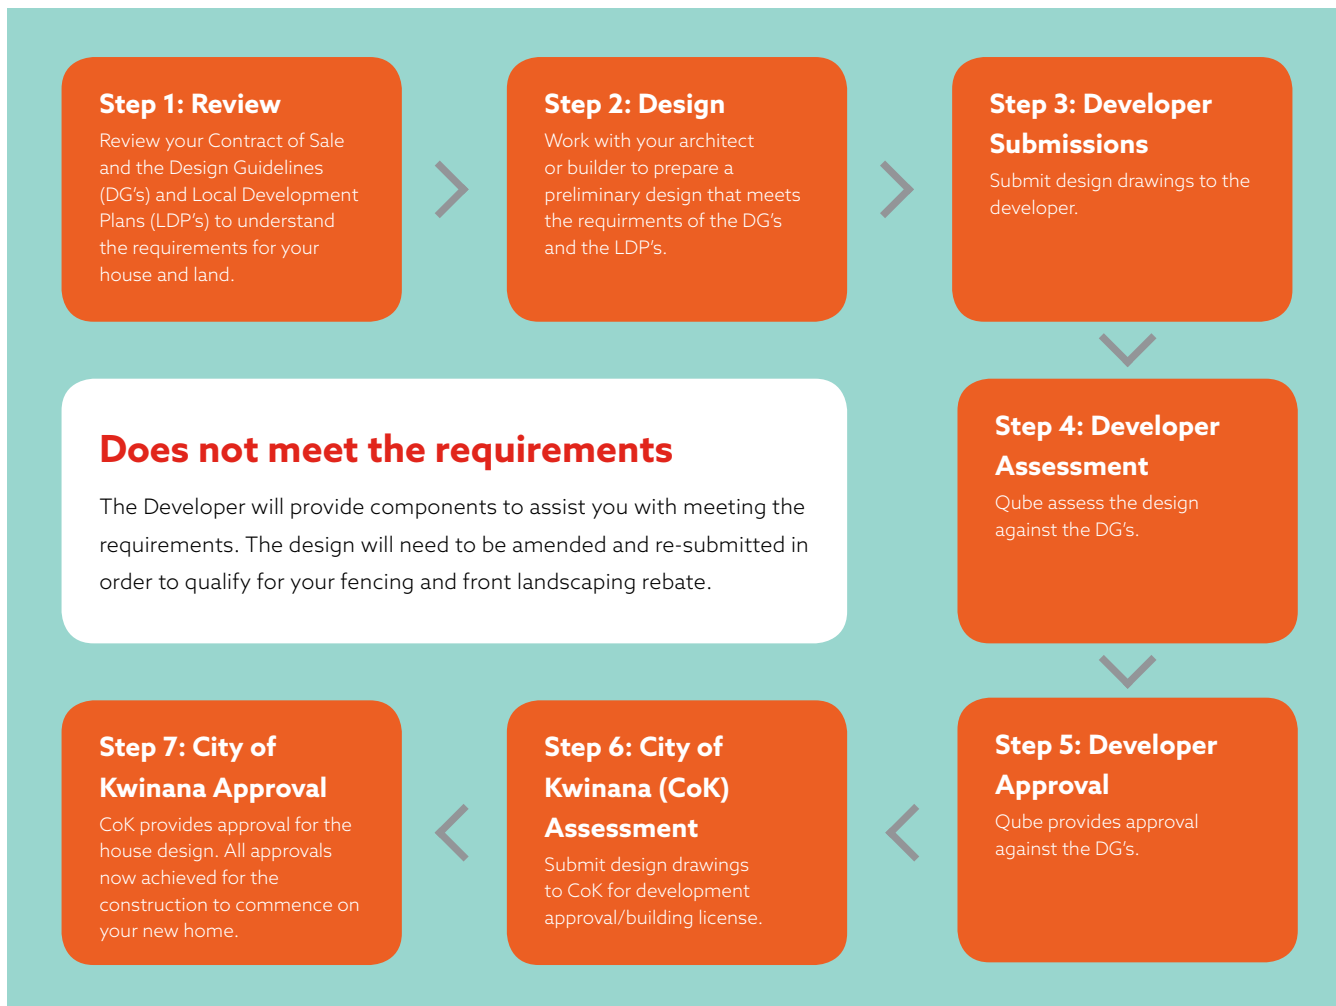 Step 1: Review
Review your Contract of Sale
and the Design Guidelines
(DG's) and Local Development
Plans (LDP's) to understand
the requirements for your
house and land.
Step 2: Design
Work with your architect
or builder to prepare a
preliminary design that meets
the requirments of the DG's
and the LDP's.
Step 3: Developer
Submissions
Submit design drawings to the
developer.
Step 4: Developer
Assessment
Qube assess the design
against the DG's.
Does not meet the requirements
The Developer will provide components to assist you with meeting the
requirements. The design will need to be amended and re-submitted in
order to qualify for your fencing and front landscaping rebate.
Step 5: Developer
Approval
Qube provides approval
against the DG's.
Step 6: City of
Kwinana (CoK)
Assessment
Submit design drawings
to CoK for development
approval/building license.
Step 7: City of
Kwinana Approval
CoK provides approval for the
house design. All approvals
now achieved for the
construction to commence on
your new home.